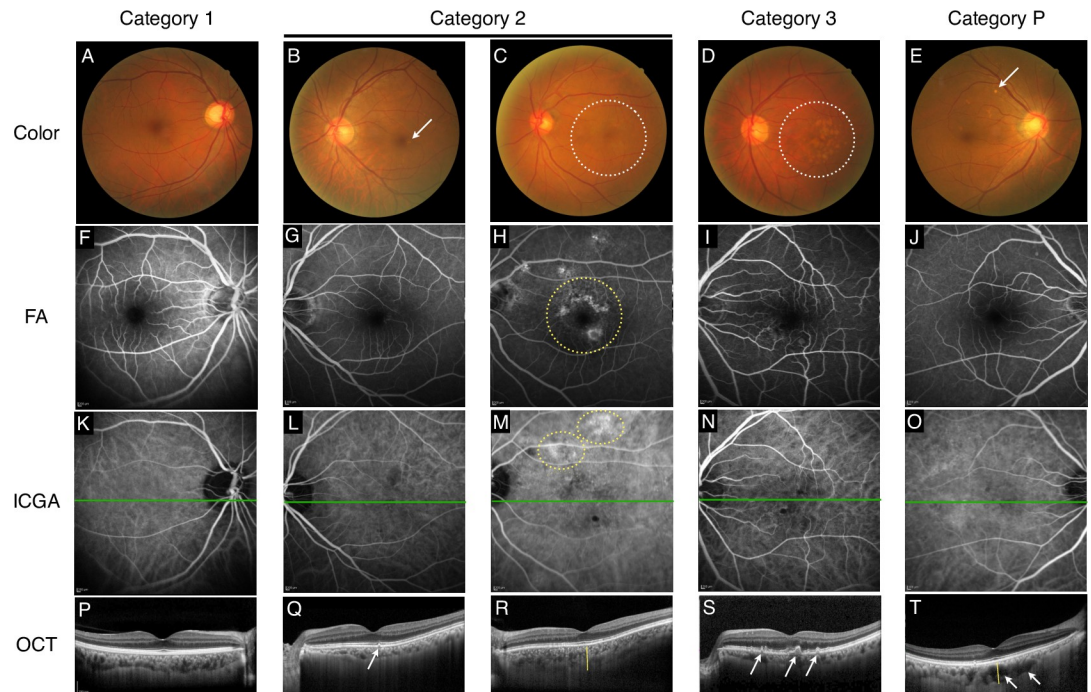 Category 1 Category 2 Category 3 Category P
Color A B C D E
FA F G H I J
ICGA K L M N O
OCT P Q R S T